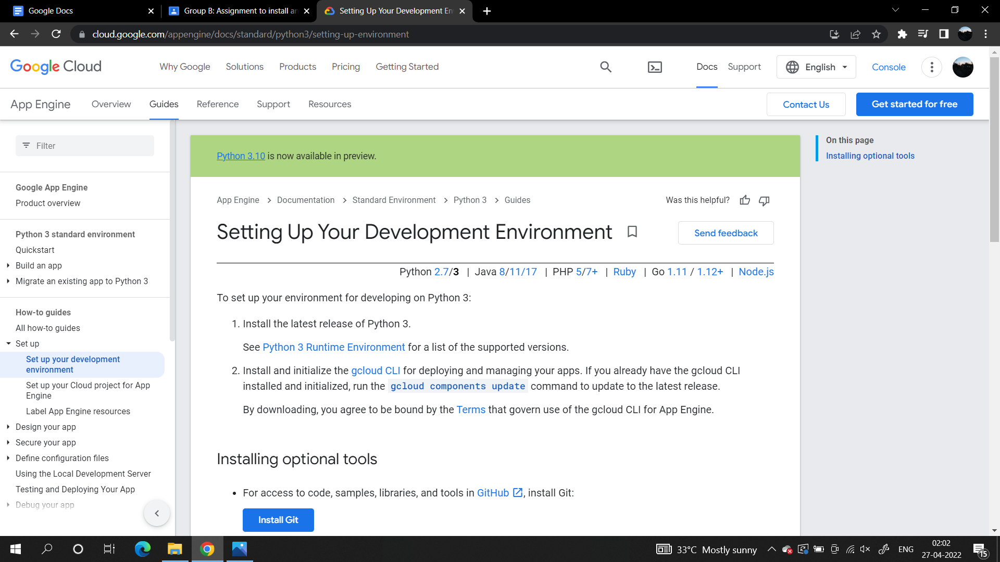 Google Docs
Group B: Assignment to install an
Setting Up Your Development En
cloud.google.com/appengine/docs/standard/python3/setting-up-environment
Google Cloud
Why Google
Solutions
Products
Pricing
Getting Started
Docs
Support
English
Console
App Engine
Overview
Guides
Reference
Support
Resources
Contact Us
Get started for free
Filter
Google App Engine
Product overview
Python 3 standard environment
Quickstart
Build an app
Migrate an existing app to Python 3
How-to guides
All how-to guides
Set up
Set up your development
environment
Set up your Cloud project for App
Engine
Label App Engine resources
Design your app
Secure your app
Define configuration files
Using the Local Development Server
Testing and Deploying Your App
Debug your app
Python 3.10 is now available in preview.
App Engine > Documentation > Standard Environment > Python 3 > Guides
Was this helpful?
Setting Up Your Development Environment
Send feedback
Python 2.7/3 | Java 8/11/17 | PHP 5/7+ | Ruby | Go 1.11 / 1.12+ | Node.js
To set up your environment for developing on Python 3:
1. Install the latest release of Python 3.
See Python 3 Runtime Environment for a list of the supported versions.
2. Install and initialize the gcloud CLI for deploying and managing your apps. If you already have the gcloud CLI
installed and initialized, run the gcloud components update command to update to the latest release.
By downloading, you agree to be bound by the Terms that govern use of the gcloud CLI for App Engine.
Installing optional tools
• For access to code, samples, libraries, and tools in GitHub , install Git:
Install Git
On this page
Installing optional tools
33°C Mostly sunny
ENG
02:02
27-04-2022
15